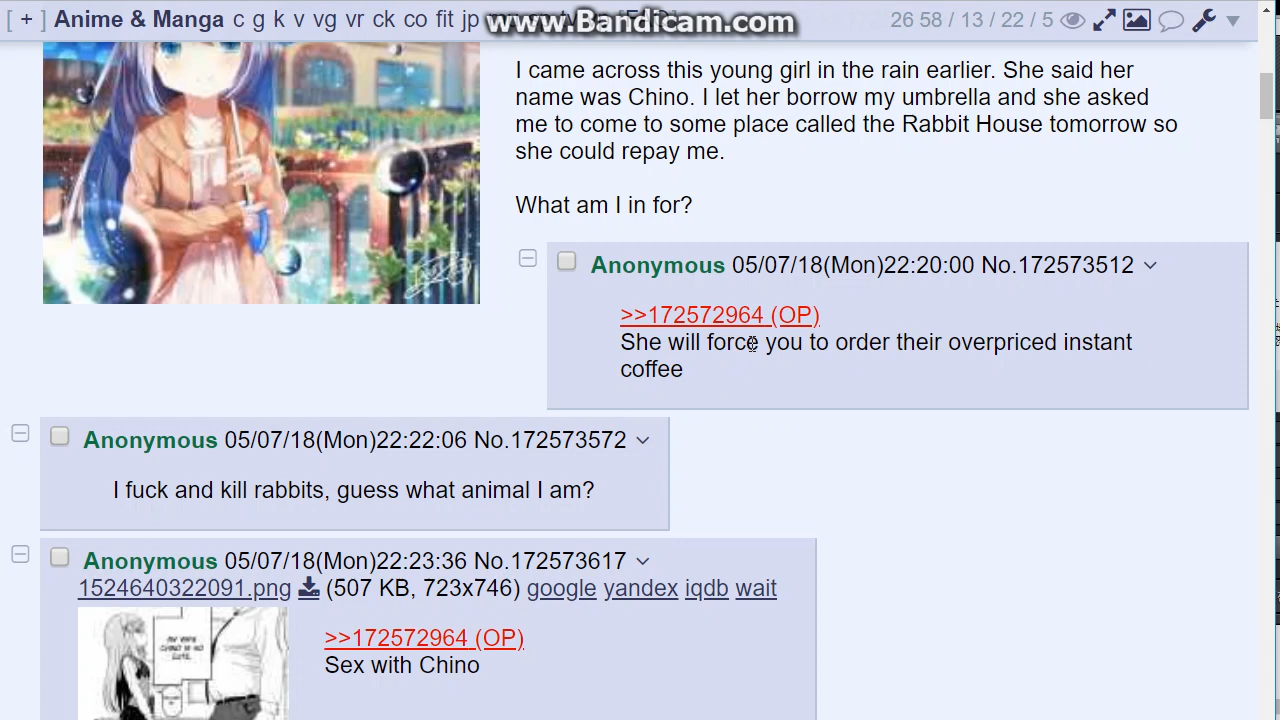 [ + ] Anime & Manga c g k v vg vr ck co fit jp
www.Bandicam.com
26 58 / 13 / 22 / 5
I came across this young girl in the rain earlier. She said her
name was Chino. I let her borrow my umbrella and she asked
me to come to some place called the Rabbit House tomorrow so
she could repay me.
What am I in for?
Anonymous 05/07/18(Mon)22:20:00 No.172573512
>>172572964 (OP)
She will force you to order their overpriced instant
coffee
Anonymous 05/07/18(Mon)22:22:06 No.172573572
I fuck and kill rabbits, guess what animal I am?
Anonymous 05/07/18(Mon)22:23:36 No.172573617
1524640322091.png (507 KB, 723x746) google yandex iqdb wait
>>172572964 (OP)
Sex with Chino